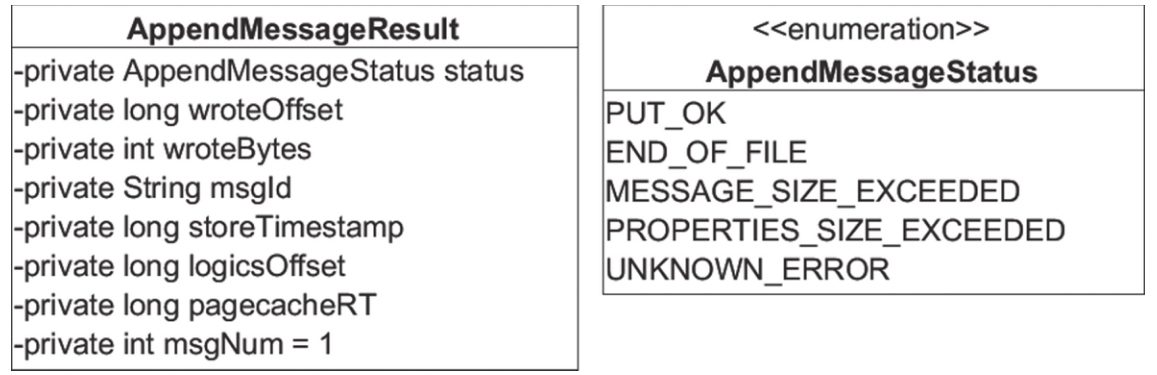 AppendMessageResult
-private AppendMessageStatus status
-private long wroteOffset
-private int wroteBytes
-private String msgId
-private long storeTimestamp
-private long logicsOffset
-private long pagecacheRT
-private int msgNum = 1
<<enumeration>>
AppendMessageStatus
PUT_OK
END_OF_FILE
MESSAGE_SIZE_EXCEEDED
PROPERTIES_SIZE_EXCEEDED
UNKNOWN_ERROR